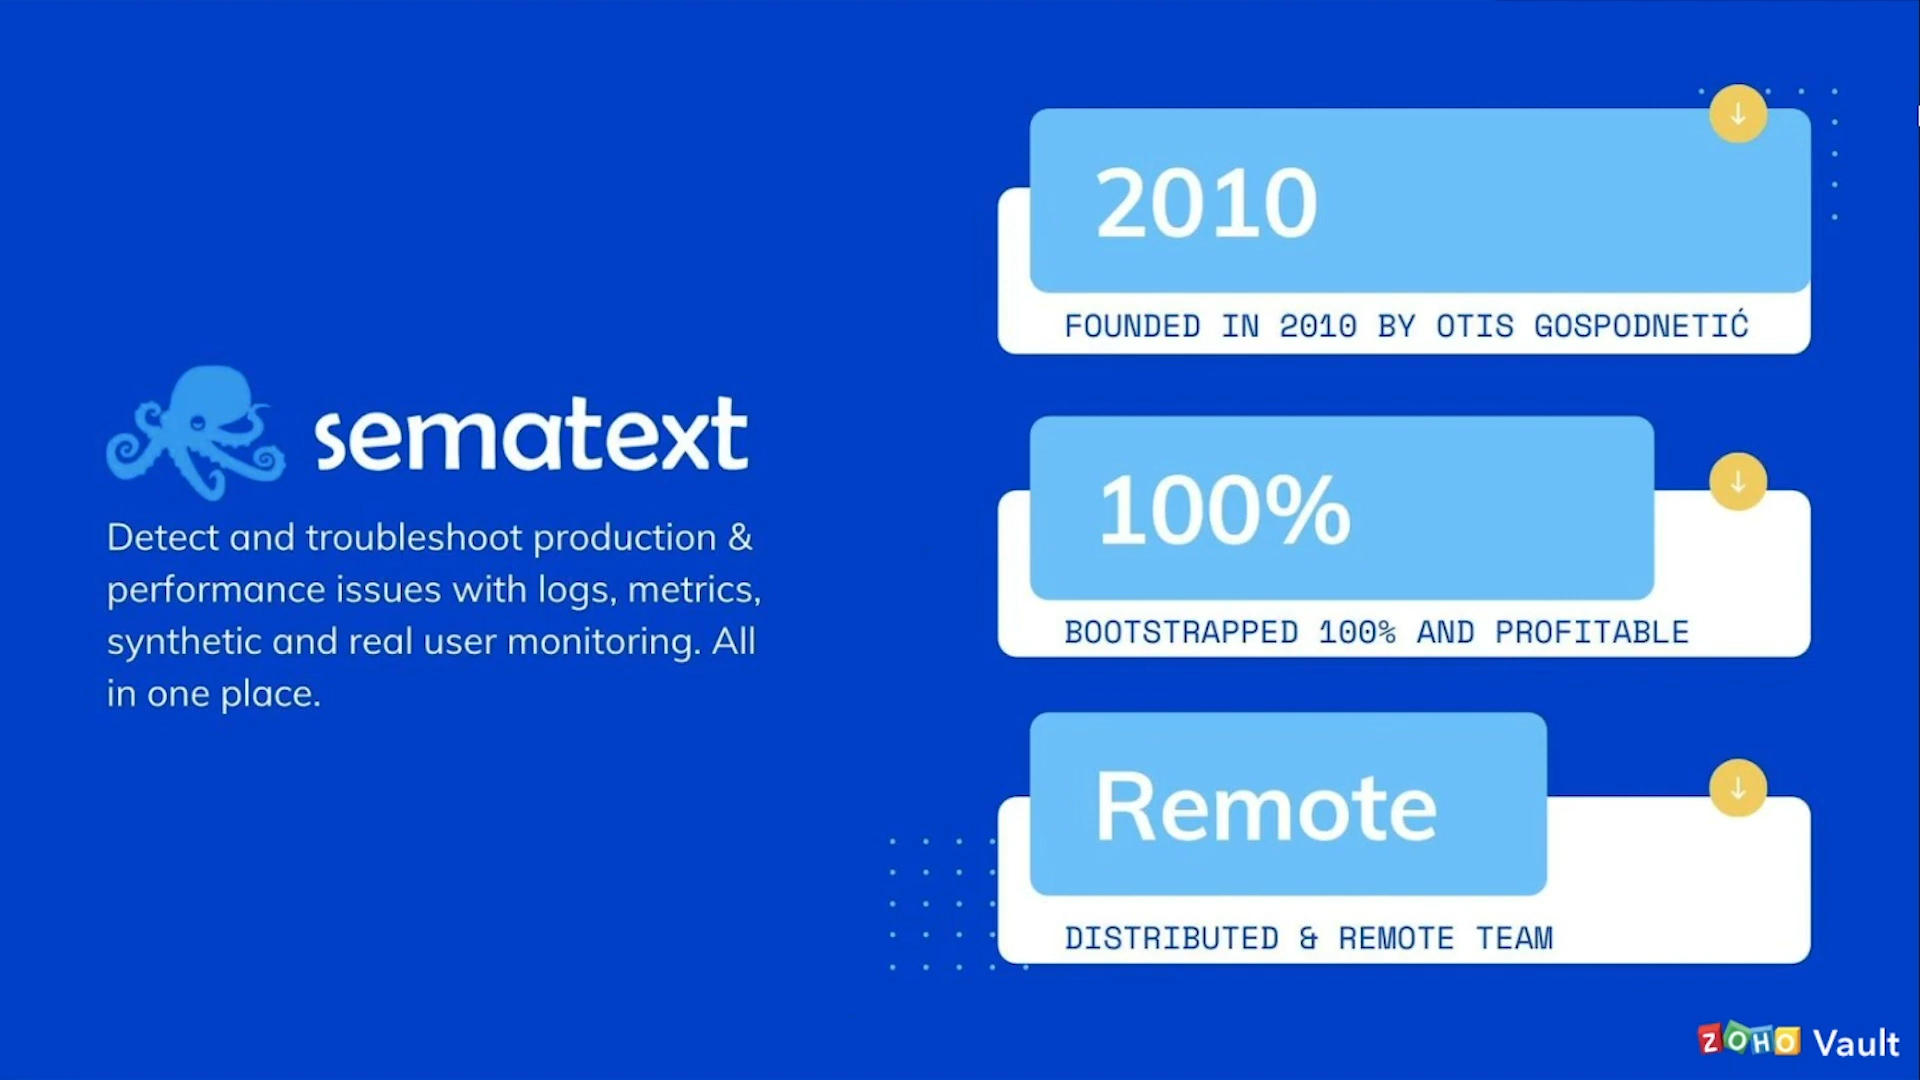 sematext
Detect and troubleshoot production &
performance issues with logs, metrics,
synthetic and real user monitoring. All
in one place.
2010
FOUNDED IN 2010 BY OTIS GOSPODNETIĆ
100%
BOOTSTRAPPED 100% AND PROFITABLE
Remote
DISTRIBUTED & REMOTE TEAM
ZOHO Vault